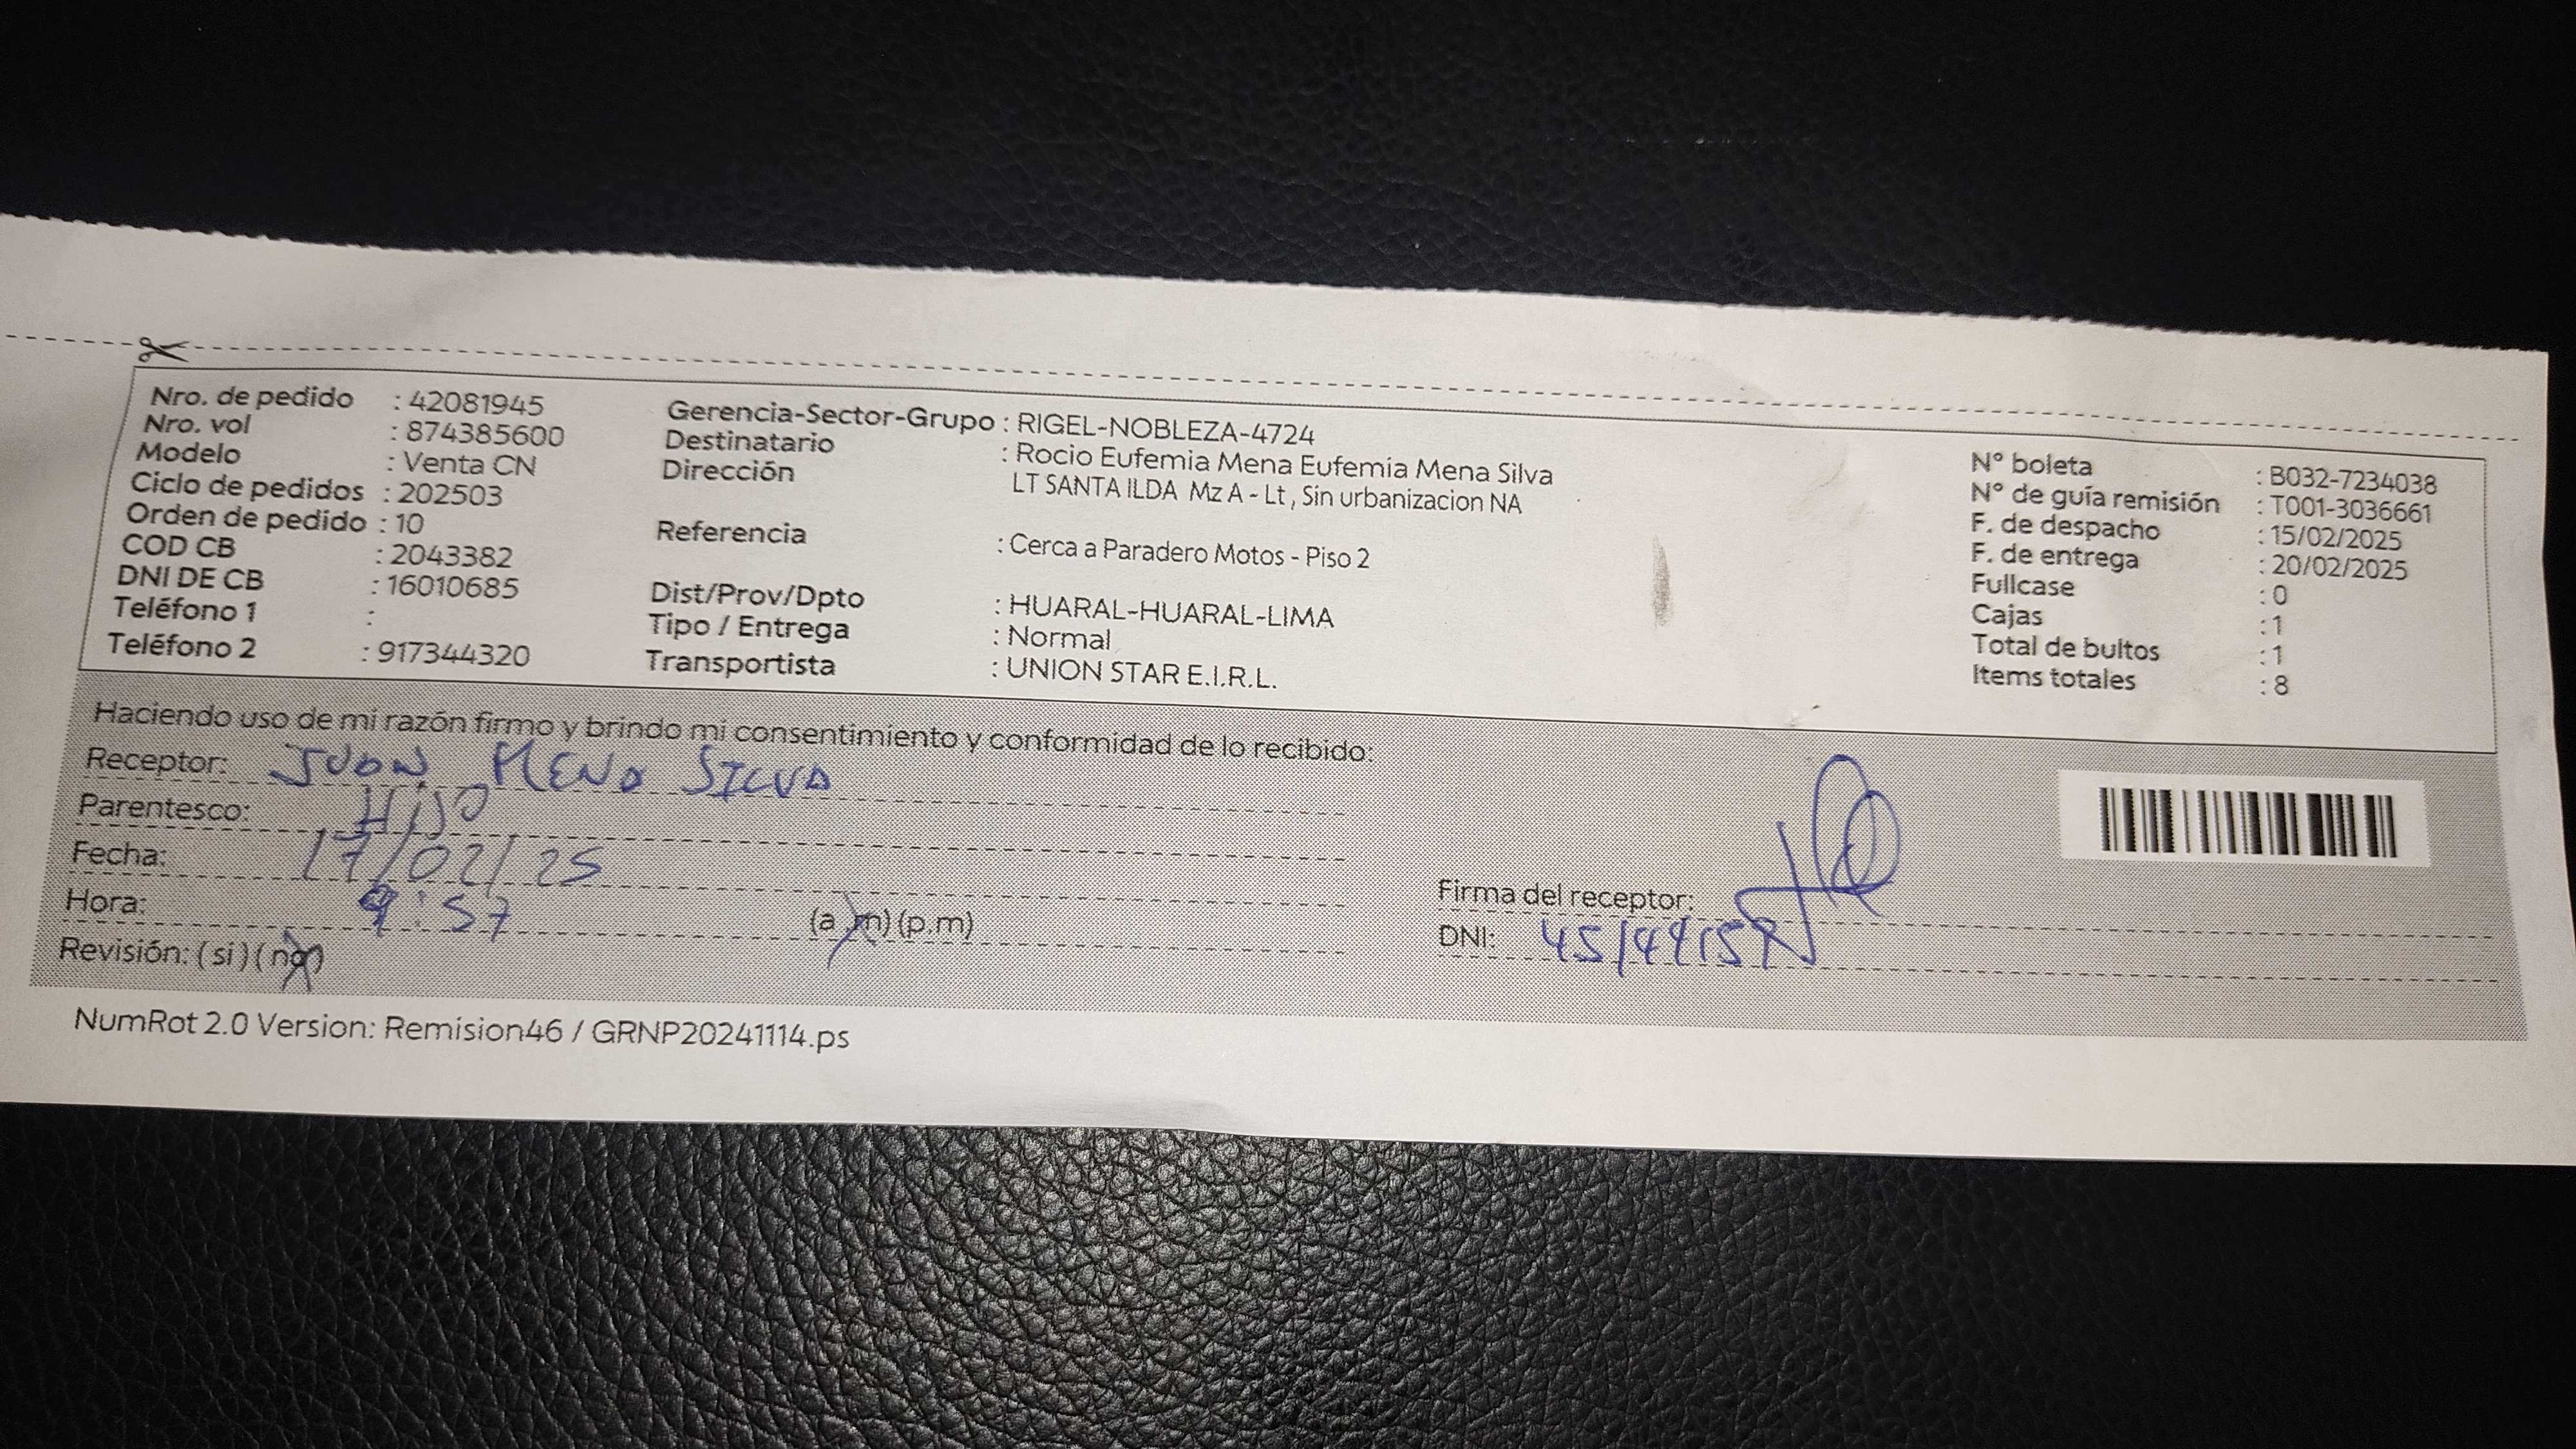 Nro. de pedido : 42081945
Nro. vol : 874385600
Modelo : Venta CN
Ciclo de pedidos : 202503
Orden de pedido : 10
COD CB : 2043382
DNI DE CB : 16010685
Teléfono 1 :
Teléfono 2 : 917344320
Gerencia-Sector-Grupo : RIGEL-NOBLEZA-4724
Destinatario : Rocio Eufemia Mena Eufemia Mena Silva
Dirección LT SANTA ILDA Mz A - Lt , Sin urbanizacion NA
Referencia : Cerca a Paradero Motos - Piso 2
Dist/Prov/Dpto : HUARAL-HUARAL-LIMA
Tipo / Entrega : Normal
Transportista : UNION STAR E.I.R.L.
N° boleta : B032-7234038
N° de guía remisión : T001-3036661
F. de despacho : 15/02/2025
F. de entrega : 20/02/2025
Fullcase : 0
Cajas : 1
Total de bultos : 1
Items totales : 8
Haciendo uso de mi razón firmo y brindo mi consentimiento y conformidad de lo recibido:
Receptor: JUAN MENA SILVA
Parentesco: HIJO
Fecha: 17/02/25
Hora: 9:57 (a.m) (p.m)
Revisión: (si) (no)
Firma del receptor:
DNI:
NumRot 2.0 Version: Remision46 / GRNP20241114.ps